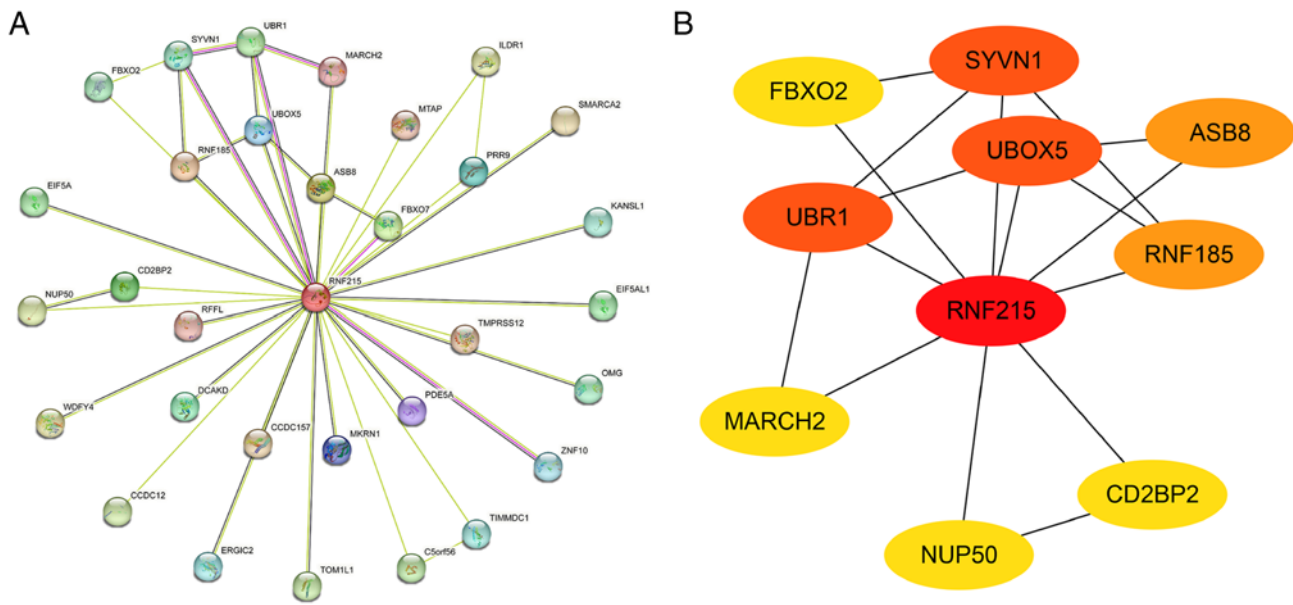 A
B
UBR1
SYVN1
MARCH2
ILDR1
FBXO2
SMARCA2
MTAP
UBOX5
RNF185
PRR9
ASB8
EIF5A
FBXO7
KANSL1
CD2BP2
RNF215
NUP50
EIF5AL1
RFFL
TMPRSS12
OMG
DCAKD
PDE5A
WDFY4
CCDC157
MKRN1
ZNF10
CCDC12
TIMMDC1
ERGIC2
C5orf56
TOM1L1
SYVN1
FBXO2
ASB8
UBOX5
UBR1
RNF185
RNF215
MARCH2
CD2BP2
NUP50